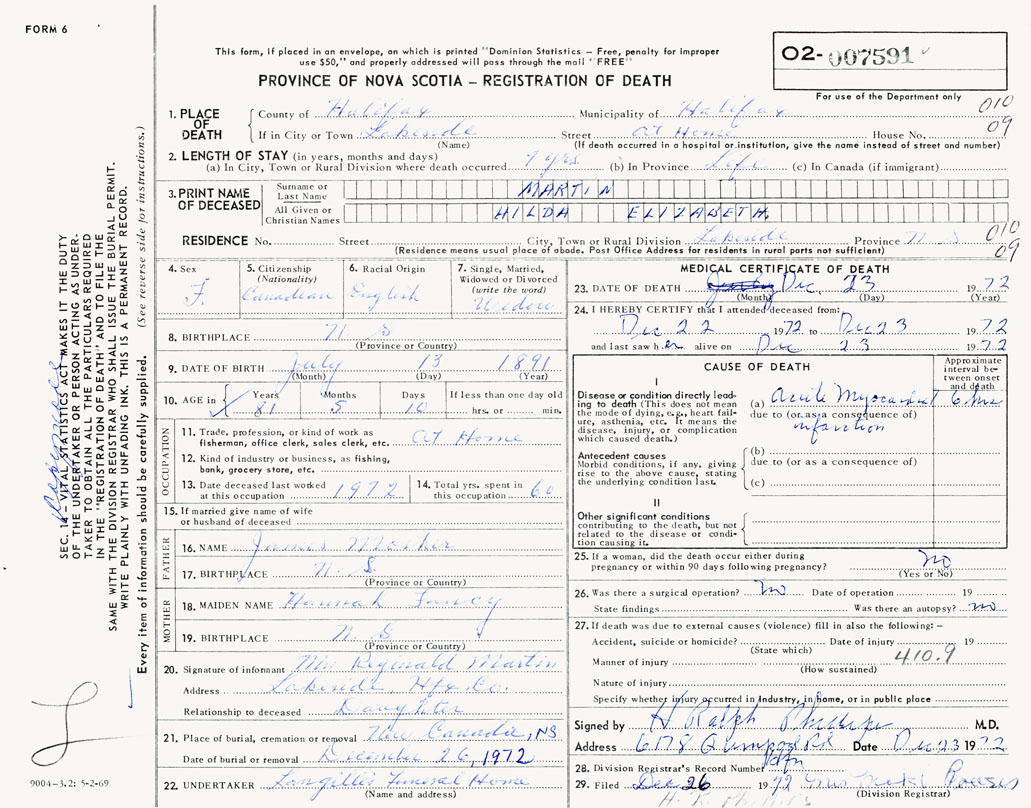 FORM 6
This form, if placed in an envelope, on which is printed "Dominion Statistics – Free, penalty for improper
use $50," and properly addressed will pass through the mail "FREE"
O2- 007591
PROVINCE OF NOVA SCOTIA – REGISTRATION OF DEATH
For use of the Department only
010
09
1. PLACE OF DEATH County of Halifax Municipality of Halifax
If in City or Town Lakeside Street At Home House No.
(Name) (If death occurred in a hospital or institution, give the name instead of street and number)
2. LENGTH OF STAY (in years, months and days)
(a) In City, Town or Rural Division where death occurred 7 yrs (b) In Province Life (c) In Canada (if immigrant)
3. PRINT NAME OF DECEASED Surname or Last Name MARTIN
All Given or Christian Names HILDA ELIZABETH.
RESIDENCE No. Street City, Town or Rural Division Lakeside Province N S
010
09
(Residence means usual place of abode. Post Office Address for residents in rural parts not sufficient)
4. Sex F.
5. Citizenship (Nationality) Canadian
6. Racial Origin English
7. Single, Married, Widowed or Divorced (write the word) Widow
8. BIRTHPLACE N S
(Province or Country)
9. DATE OF BIRTH July 13 1891
(Month) (Day) (Year)
10. AGE Years 81 Months 5 Days 10 If less than one day old hrs. or min.
OCCUPATION
11. Trade, profession, or kind of work as fisherman, office clerk, sales clerk, etc. At Home
12. Kind of industry or business, as fishing, bank, grocery store, etc.
13. Date deceased last worked at this occupation 1972
14. Total yrs. spent in this occupation 60
15. If married give name of wife or husband of deceased
FATHER
16. NAME James Mosher
17. BIRTHPLACE N. S.
(Province or Country)
MOTHER
18. MAIDEN NAME Hannah Fancy
19. BIRTHPLACE N. S
(Province or Country)
20. Signature of informant Mr Reginald Martin
Address Lakeside, Hfx Co.
Relationship to deceased Daughter
21. Place of burial, cremation or removal New Canada, NS
Date of burial or removal December 26, 1972
22. UNDERTAKER Langilles Funeral Home
(Name and address)
MEDICAL CERTIFICATE OF DEATH
23. DATE OF DEATH Dec. 23 1972
(Month) (Day) (Year)
24. I HEREBY CERTIFY that I attended deceased from:
Dec 22 1972 to Dec 23 1972
and last saw her alive on Dec 23 1972
CAUSE OF DEATH
Approximate interval between onset and death
I
Disease or condition directly leading to death (This does not mean the mode of dying, e.g., heart failure, asthenia, etc. It means the disease, injury, or complication which caused death.)
(a) Acute Myocardial 6 hrs
due to (or as a consequence of)
infarction
Antecedent causes
Morbid conditions, if any, giving rise to the above cause, stating the underlying condition last.
(b)
due to (or as a consequence of)
(c)
II
Other significant conditions
contributing to the death, but not related to the disease or condition causing it.
25. If a woman, did the death occur either during pregnancy or within 90 days following pregnancy? no
(Yes or No)
26. Was there a surgical operation? no Date of operation 19
State findings Was there an autopsy? no
27. If death was due to external causes (violence) fill in also the following: –
Accident, suicide or homicide? Date of injury 19
(State which)
Manner of injury 410.9
(How sustained)
Nature of injury
Specify whether injury occurred in Industry, in home, or in public place
Signed by H Ralph Phillips M.D.
Address 6178 Quinpool Rd Date Dec 23 1972
28. Division Registrar's Record Number
29. Filed Dec 26 1972
(Division Registrar)
SEC. 14 – VITAL STATISTICS ACT MAKES IT THE DUTY
OF THE UNDERTAKER OR PERSON ACTING AS UNDER-
TAKER TO OBTAIN ALL THE PARTICULARS REQUIRED
IN THE "REGISTRATION OF DEATH" AND TO FILE THE
SAME WITH THE DIVISION REGISTRAR WHO SHALL ISSUE THE BURIAL PERMIT.
WRITE PLAINLY WITH UNFADING INK. THIS IS A PERMANENT RECORD.
Every item of information should be carefully supplied. (See reverse side for instructions.)
9004–3.2: 5-2-69